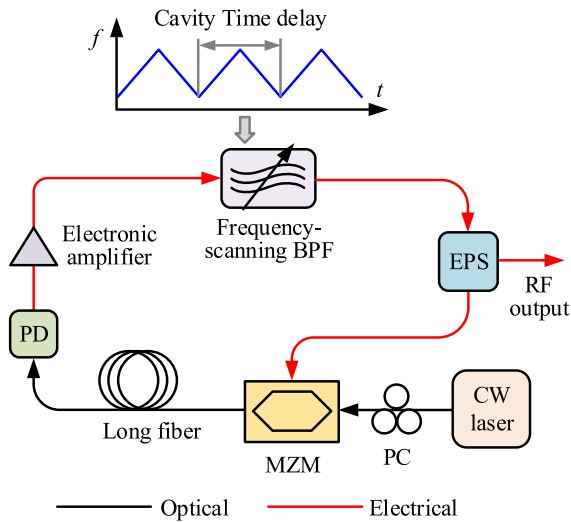 Cavity Time delay
f
t
Frequency-
scanning BPF
Electronic
amplifier
EPS
RF
output
PD
Long fiber
MZM
PC
CW
laser
Optical
Electrical